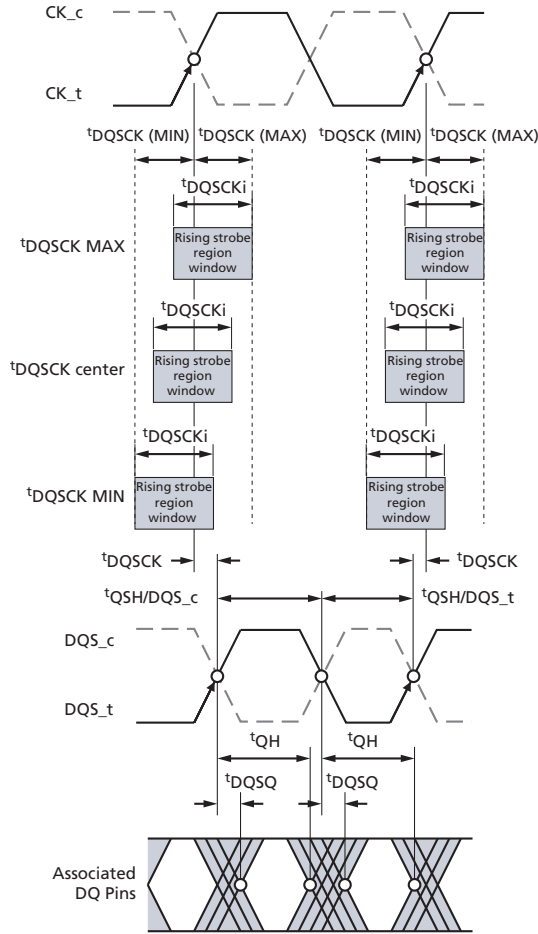 CK_c
CK_t
tDQSCK (MIN) tDQSCK (MAX) tDQSCK (MIN) tDQSCK (MAX)
tDQSCKi tDQSCKi
tDQSCK MAX
Rising strobe
region
window
Rising strobe
region
window
tDQSCKi tDQSCKi
tDQSCK center
Rising strobe
region
window
Rising strobe
region
window
tDQSCKi tDQSCKi
tDQSCK MIN
Rising strobe
region
window
Rising strobe
region
window
tDQSCK tDQSCK
tQSH/DQS_c tQSH/DQS_t
DQS_c
DQS_t
tQH tQH
tDQSQ tDQSQ
Associated
DQ Pins